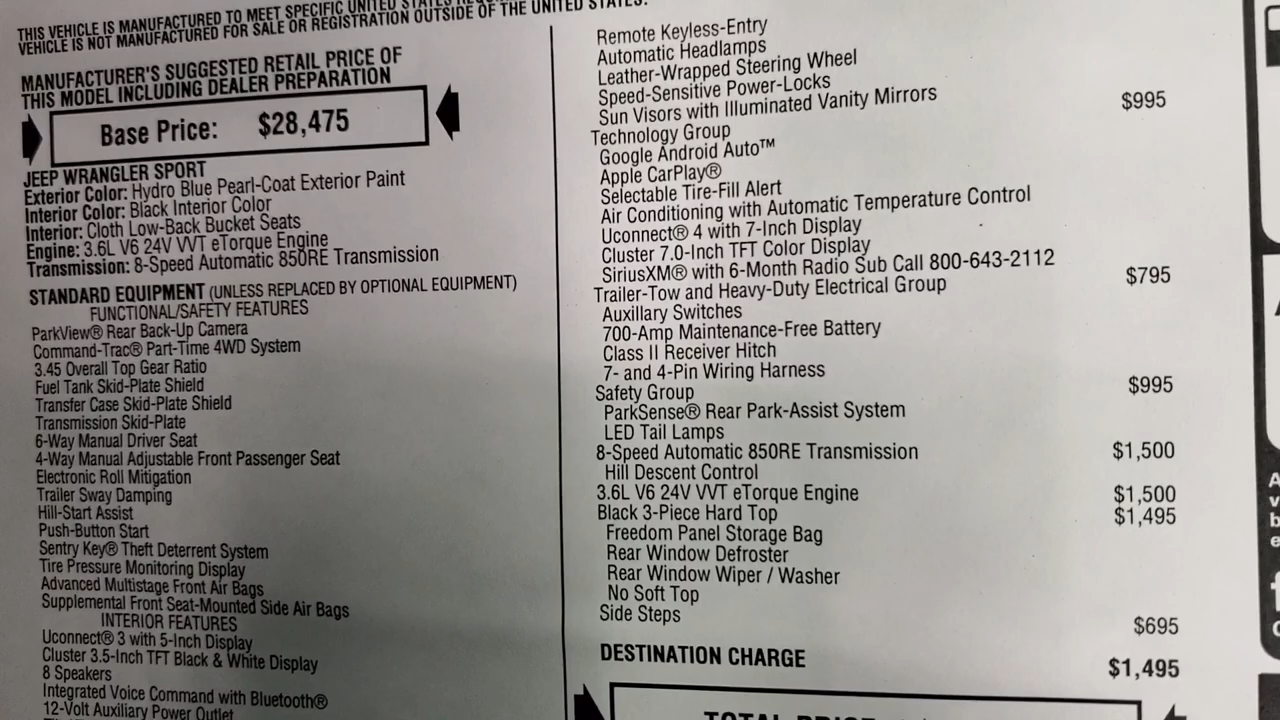 THIS VEHICLE IS MANUFACTURED TO MEET SPECIFIC UNITED STATES
VEHICLE IS NOT MANUFACTURED FOR SALE OR REGISTRATION OUTSIDE OF THE UNITED STATES.
MANUFACTURER'S SUGGESTED RETAIL PRICE OF
THIS MODEL INCLUDING DEALER PREPARATION
Base Price: $28,475
JEEP WRANGLER SPORT
Exterior Color: Hydro Blue Pearl-Coat Exterior Paint
Interior Color: Black Interior Color
Interior: Cloth Low-Back Bucket Seats
Engine: 3.6L V6 24V VVT eTorque Engine
Transmission: 8-Speed Automatic 850RE Transmission
STANDARD EQUIPMENT (UNLESS REPLACED BY OPTIONAL EQUIPMENT)
FUNCTIONAL/SAFETY FEATURES
ParkView® Rear Back-Up Camera
Command-Trac® Part-Time 4WD System
3.45 Overall Top Gear Ratio
Fuel Tank Skid-Plate Shield
Transfer Case Skid-Plate Shield
Transmission Skid-Plate
6-Way Manual Driver Seat
4-Way Manual Adjustable Front Passenger Seat
Electronic Roll Mitigation
Trailer Sway Damping
Hill-Start Assist
Push-Button Start
Sentry Key® Theft Deterrent System
Tire Pressure Monitoring Display
Advanced Multistage Front Air Bags
Supplemental Front Seat-Mounted Side Air Bags
INTERIOR FEATURES
Uconnect® 3 with 5-Inch Display
Cluster 3.5-Inch TFT Black & White Display
8 Speakers
Integrated Voice Command with Bluetooth®
12-Volt Auxiliary Power Outlet
Remote Keyless-Entry
Automatic Headlamps
Leather-Wrapped Steering Wheel
Speed-Sensitive Power-Locks
Sun Visors with Illuminated Vanity Mirrors
Technology Group $995
Google Android Auto™
Apple CarPlay®
Selectable Tire-Fill Alert
Air Conditioning with Automatic Temperature Control
Uconnect® 4 with 7-Inch Display
Cluster 7.0-Inch TFT Color Display
SiriusXM® with 6-Month Radio Sub Call 800-643-2112
Trailer-Tow and Heavy-Duty Electrical Group $795
Auxillary Switches
700-Amp Maintenance-Free Battery
Class II Receiver Hitch
7- and 4-Pin Wiring Harness
Safety Group $995
ParkSense® Rear Park-Assist System
LED Tail Lamps
8-Speed Automatic 850RE Transmission $1,500
Hill Descent Control
3.6L V6 24V VVT eTorque Engine $1,500
Black 3-Piece Hard Top $1,495
Freedom Panel Storage Bag
Rear Window Defroster
Rear Window Wiper / Washer
No Soft Top
Side Steps $695
DESTINATION CHARGE $1,495
TOTAL PRICE